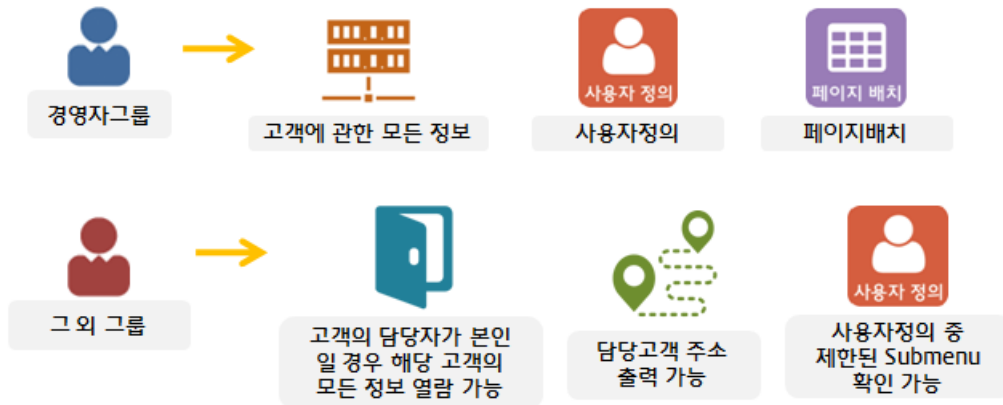 사용자 정의
페이지 배치
경영자그룹
고객에 관한 모든 정보
사용자정의
페이지배치
사용자 정의
그 외 그룹
고객의 담당자가 본인
일 경우 해당 고객의
모든 정보 열람 가능
담당고객 주소
출력 가능
사용자정의 중
제한된 Submenu
확인 가능